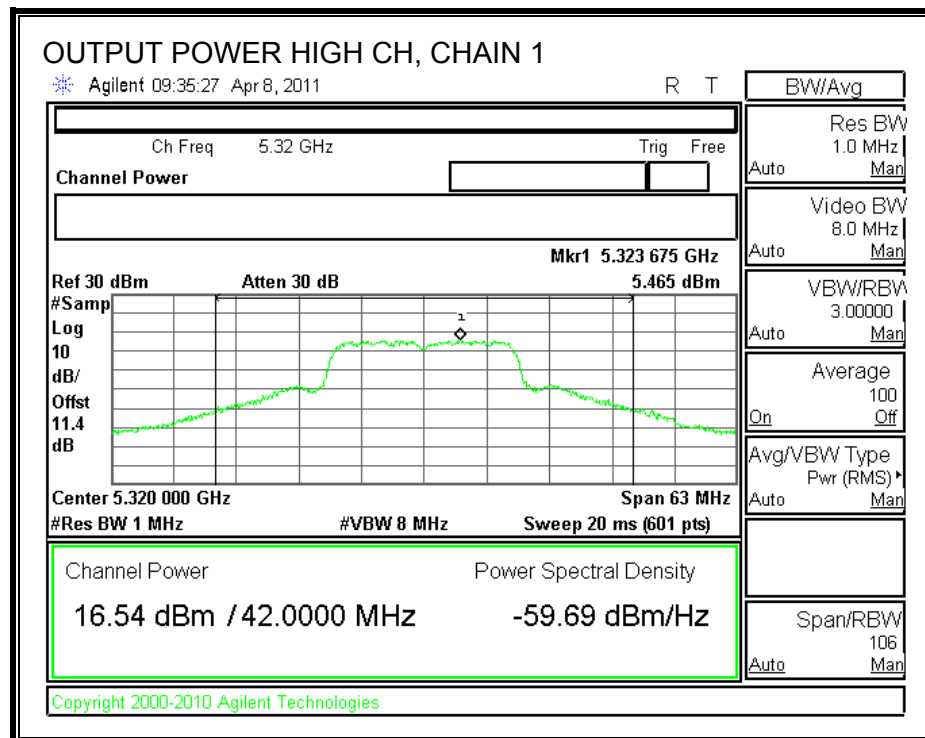 OUTPUT POWER HIGH CH, CHAIN 1
Agilent 09:35:27 Apr 8, 2011 R T
Ch Freq 5.32 GHz Trig Free
Channel Power
Mkr1 5.323 675 GHz
Ref 30 dBm Atten 30 dB 5.465 dBm
#Samp
Log
10
dB/
Offst
11.4
dB
1
Center 5.320 000 GHz Span 63 MHz
#Res BW 1 MHz #VBW 8 MHz Sweep 20 ms (601 pts)
Channel Power Power Spectral Density
16.54 dBm / 42.0000 MHz -59.69 dBm/Hz
Copyright 2000-2010 Agilent Technologies
BW/Avg
Res BW
1.0 MHz
Auto Man
Video BW
8.0 MHz
Auto Man
VBW/RBW
3.00000
Auto Man
Average
100
On Off
Avg/VBW Type
Pwr (RMS)
Auto Man
Span/RBW
106
Auto Man